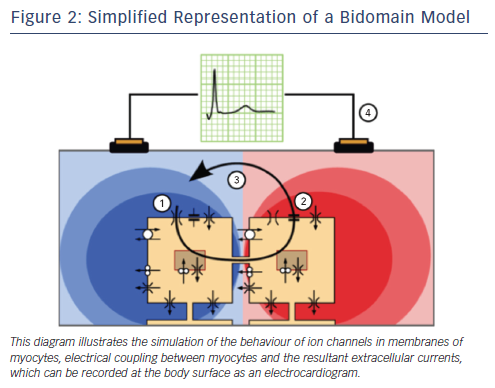 Figure 2: Simplified Representation of a Bidomain Model
4
3
1
2
This diagram illustrates the simulation of the behaviour of ion channels in membranes of
myocytes, electrical coupling between myocytes and the resultant extracellular currents,
which can be recorded at the body surface as an electrocardiogram.